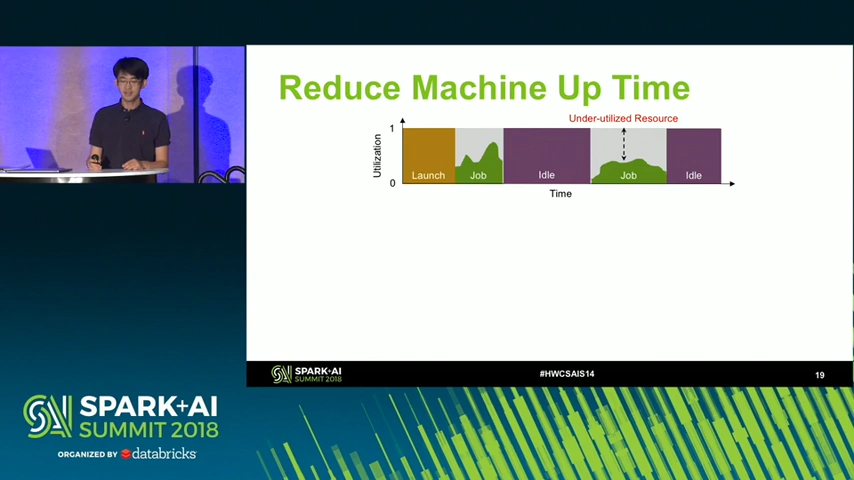 Reduce Machine Up Time
Under-utilized Resource
1
Utilization
0
Launch
Job
Idle
Job
Idle
Time
SPARK+AI
SUMMIT 2018
#HWCSAIS14
19
SPARK+AI
SUMMIT 2018
ORGANIZED BY databricks